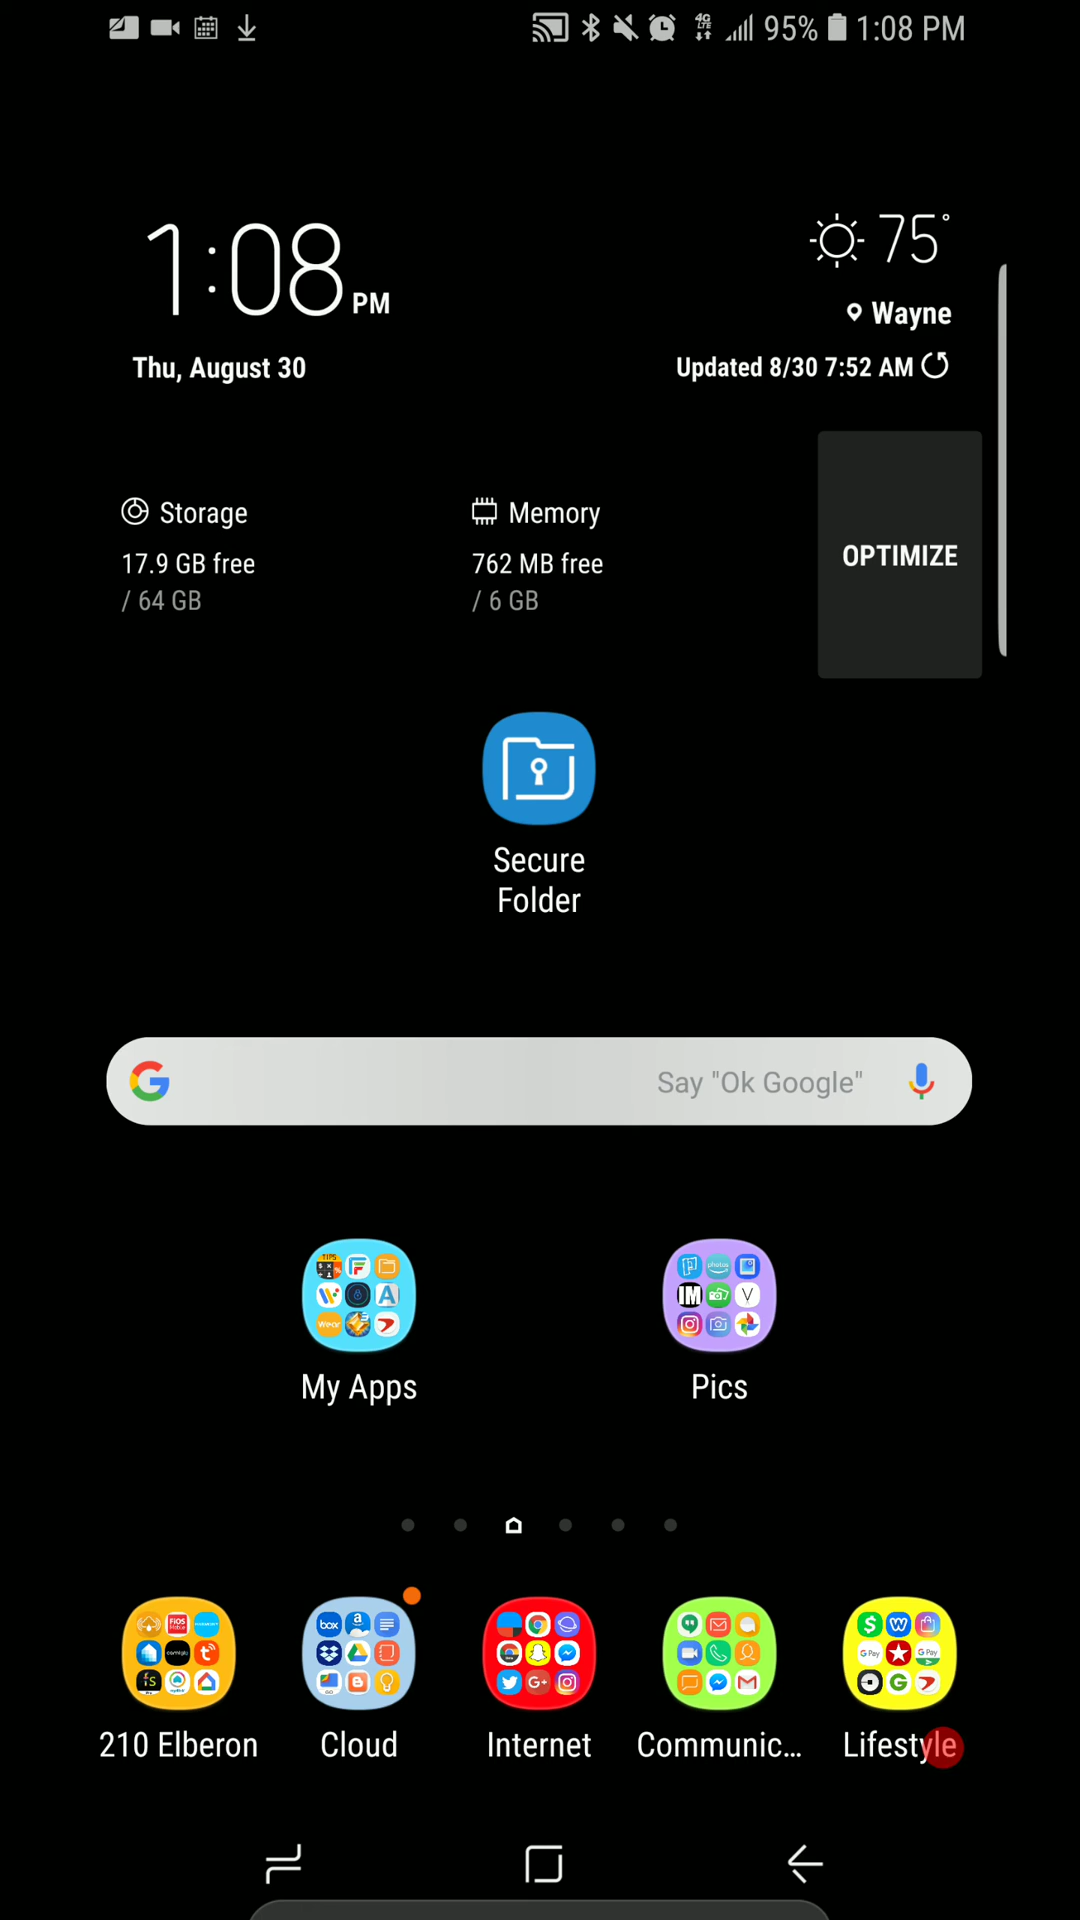 95% 1:08 PM
1:08 PM
75°
Wayne
Thu, August 30
Updated 8/30 7:52 AM
Storage
Memory
17.9 GB free
762 MB free
/ 64 GB
/ 6 GB
OPTIMIZE
Secure
Folder
Say "Ok Google"
My Apps
Pics
210 Elberon
Cloud
Internet
Communic...
Lifestyle